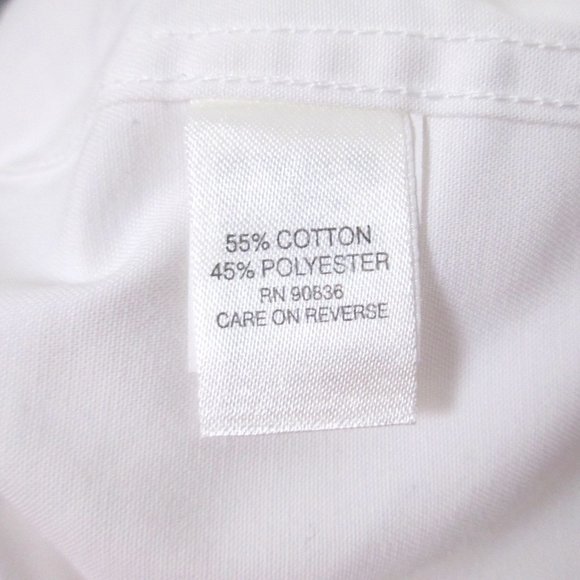 55% COTTON
45% POLYESTER
RN 90836
CARE ON REVERSE